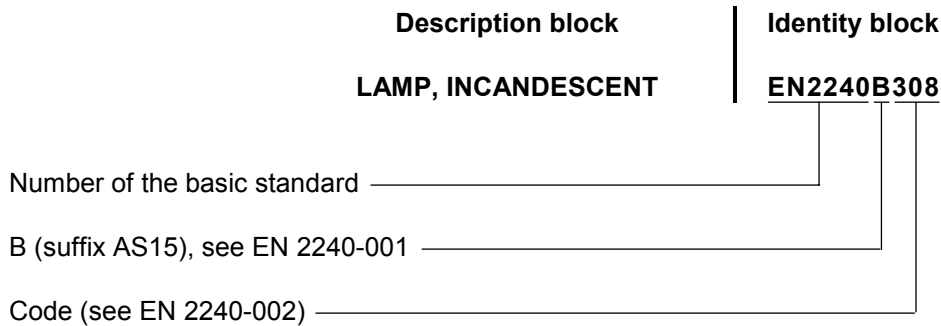 Description block Identity block
LAMP, INCANDESCENT EN2240B308
Number of the basic standard
B (suffix AS15), see EN 2240-001
Code (see EN 2240-002)